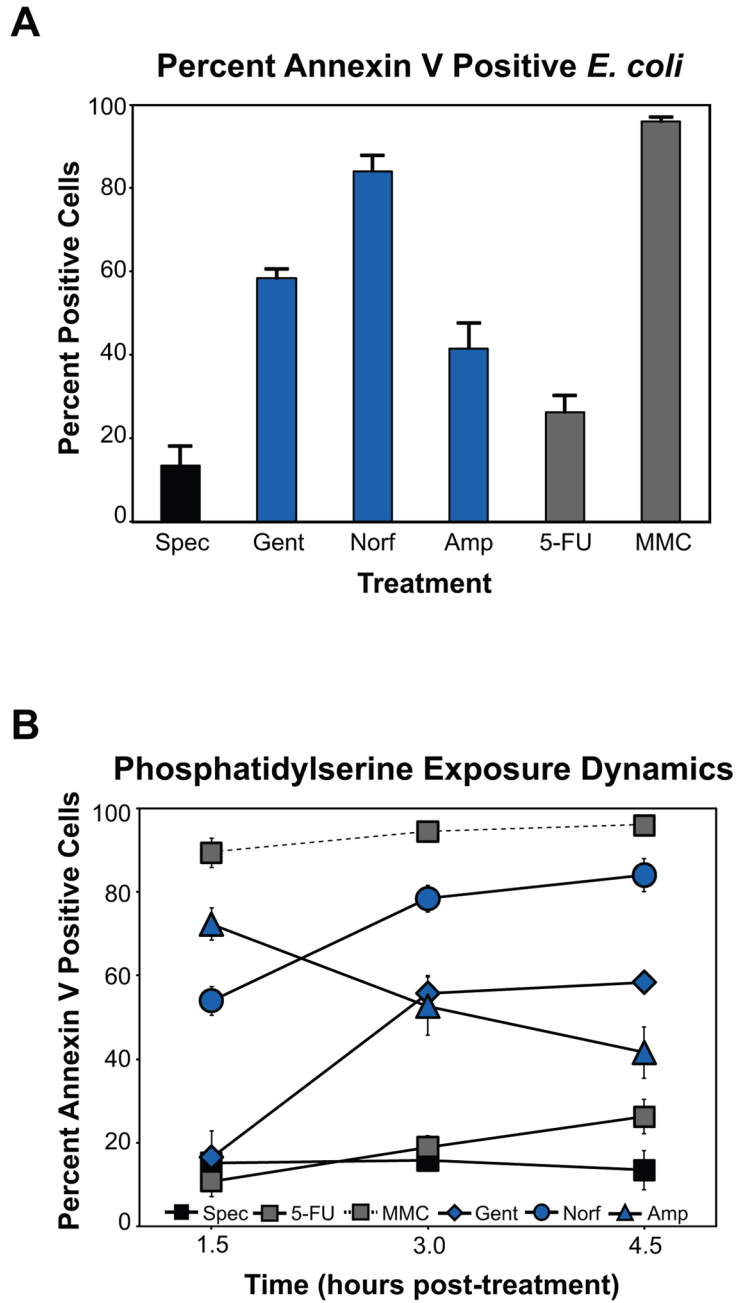 A
Percent Annexin V Positive E. coli
Percent Positive Cells
100
80
60
40
20
0
Spec Gent Norf Amp 5-FU MMC
Treatment
B
Phosphatidylserine Exposure Dynamics
Percent Annexin V Positive Cells
100
80
60
40
20
0
Spec 5-FU MMC Gent Norf Amp
1.5 3.0 4.5
Time (hours post-treatment)